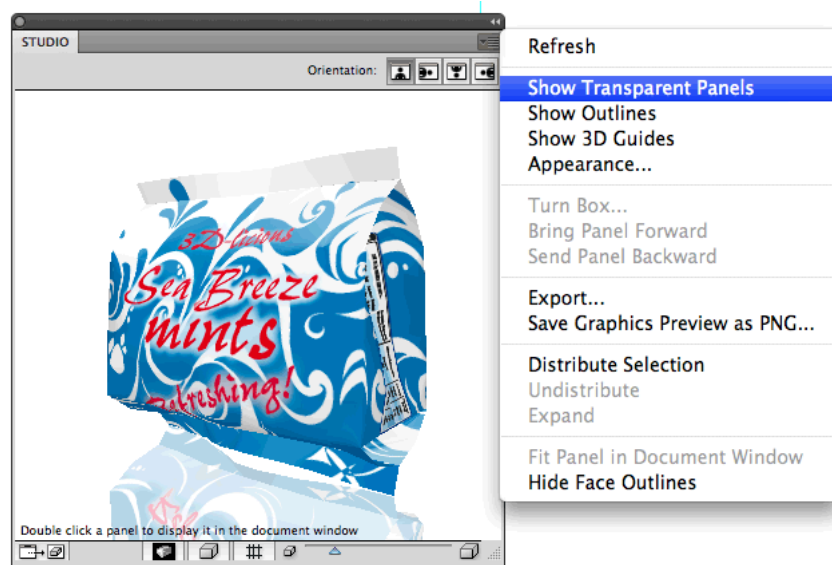 STUDIO
Orientation:
3D-licious
Sea Breeze
mints
Refreshing!
Double click a panel to display it in the document window
Refresh
Show Transparent Panels
Show Outlines
Show 3D Guides
Appearance...
Turn Box...
Bring Panel Forward
Send Panel Backward
Export...
Save Graphics Preview as PNG...
Distribute Selection
Undistribute
Expand
Fit Panel in Document Window
Hide Face Outlines